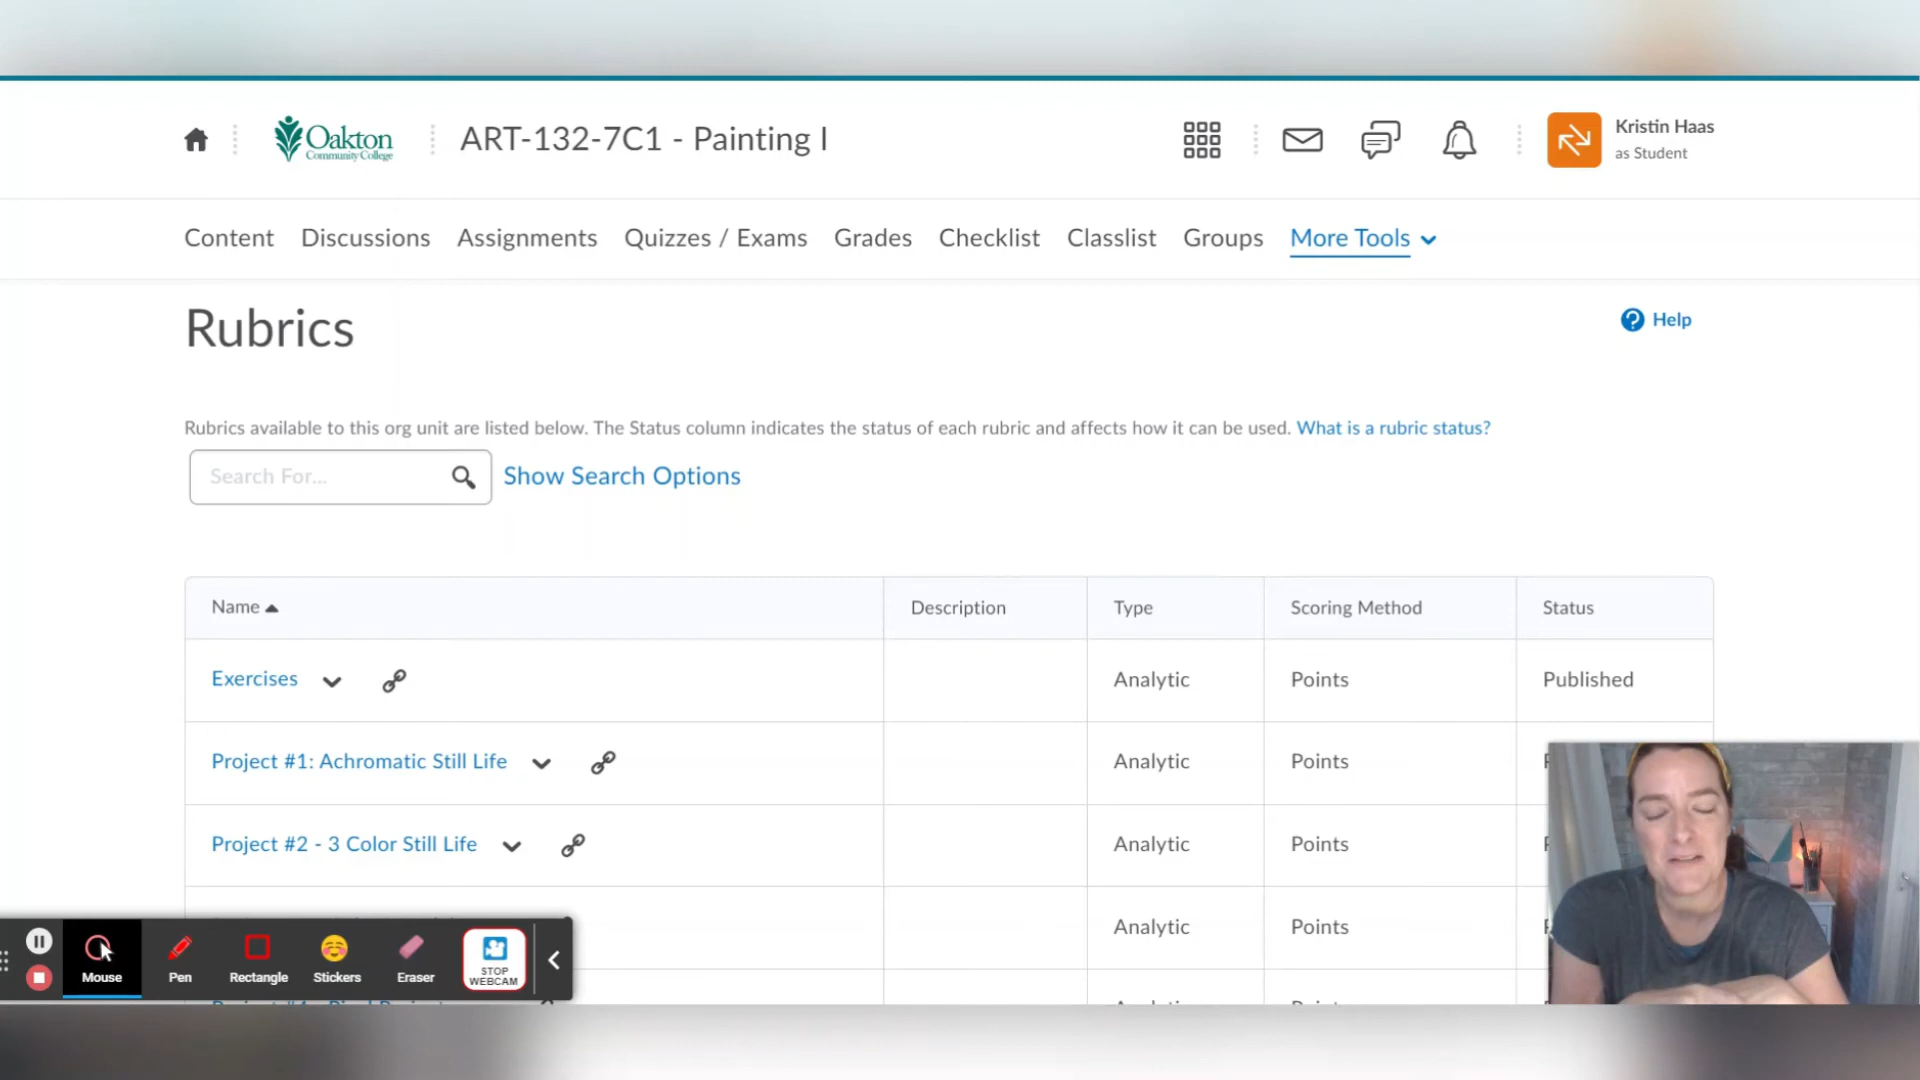 Oakton
Community College
ART-132-7C1 - Painting I
Kristin Haas
as Student
Content Discussions Assignments Quizzes / Exams Grades Checklist Classlist Groups More Tools
Rubrics
Help
Rubrics available to this org unit are listed below. The Status column indicates the status of each rubric and affects how it can be used. What is a rubric status?
Search For... Show Search Options
Name Description Type Scoring Method Status
Exercises Analytic Points Published
Project #1: Achromatic Still Life Analytic Points
Project #2 - 3 Color Still Life Analytic Points
Analytic Points
Mouse Pen Rectangle Stickers Eraser STOP
WEBCAM